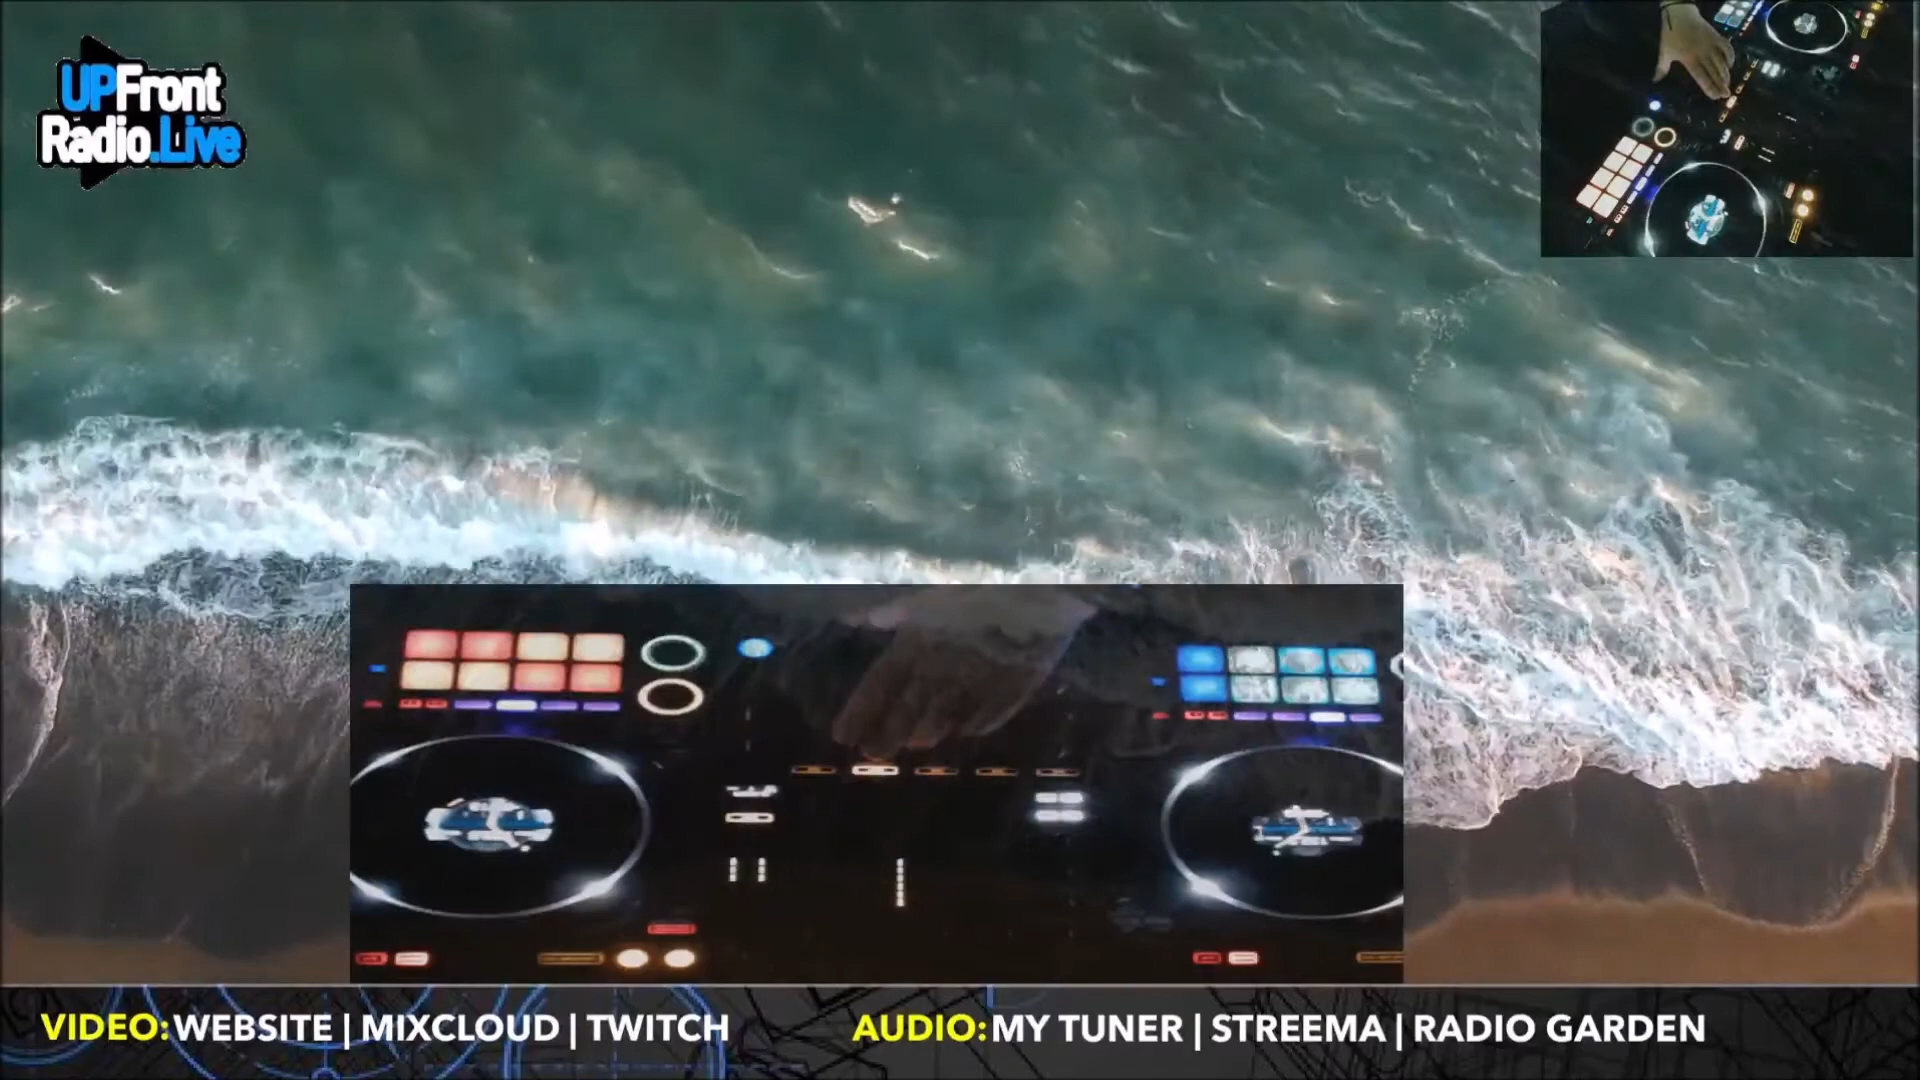 UPFront
Radio.Live
VIDEO: WEBSITE | MIXCLOUD | TWITCH
AUDIO: MY TUNER | STREEMA | RADIO GARDEN